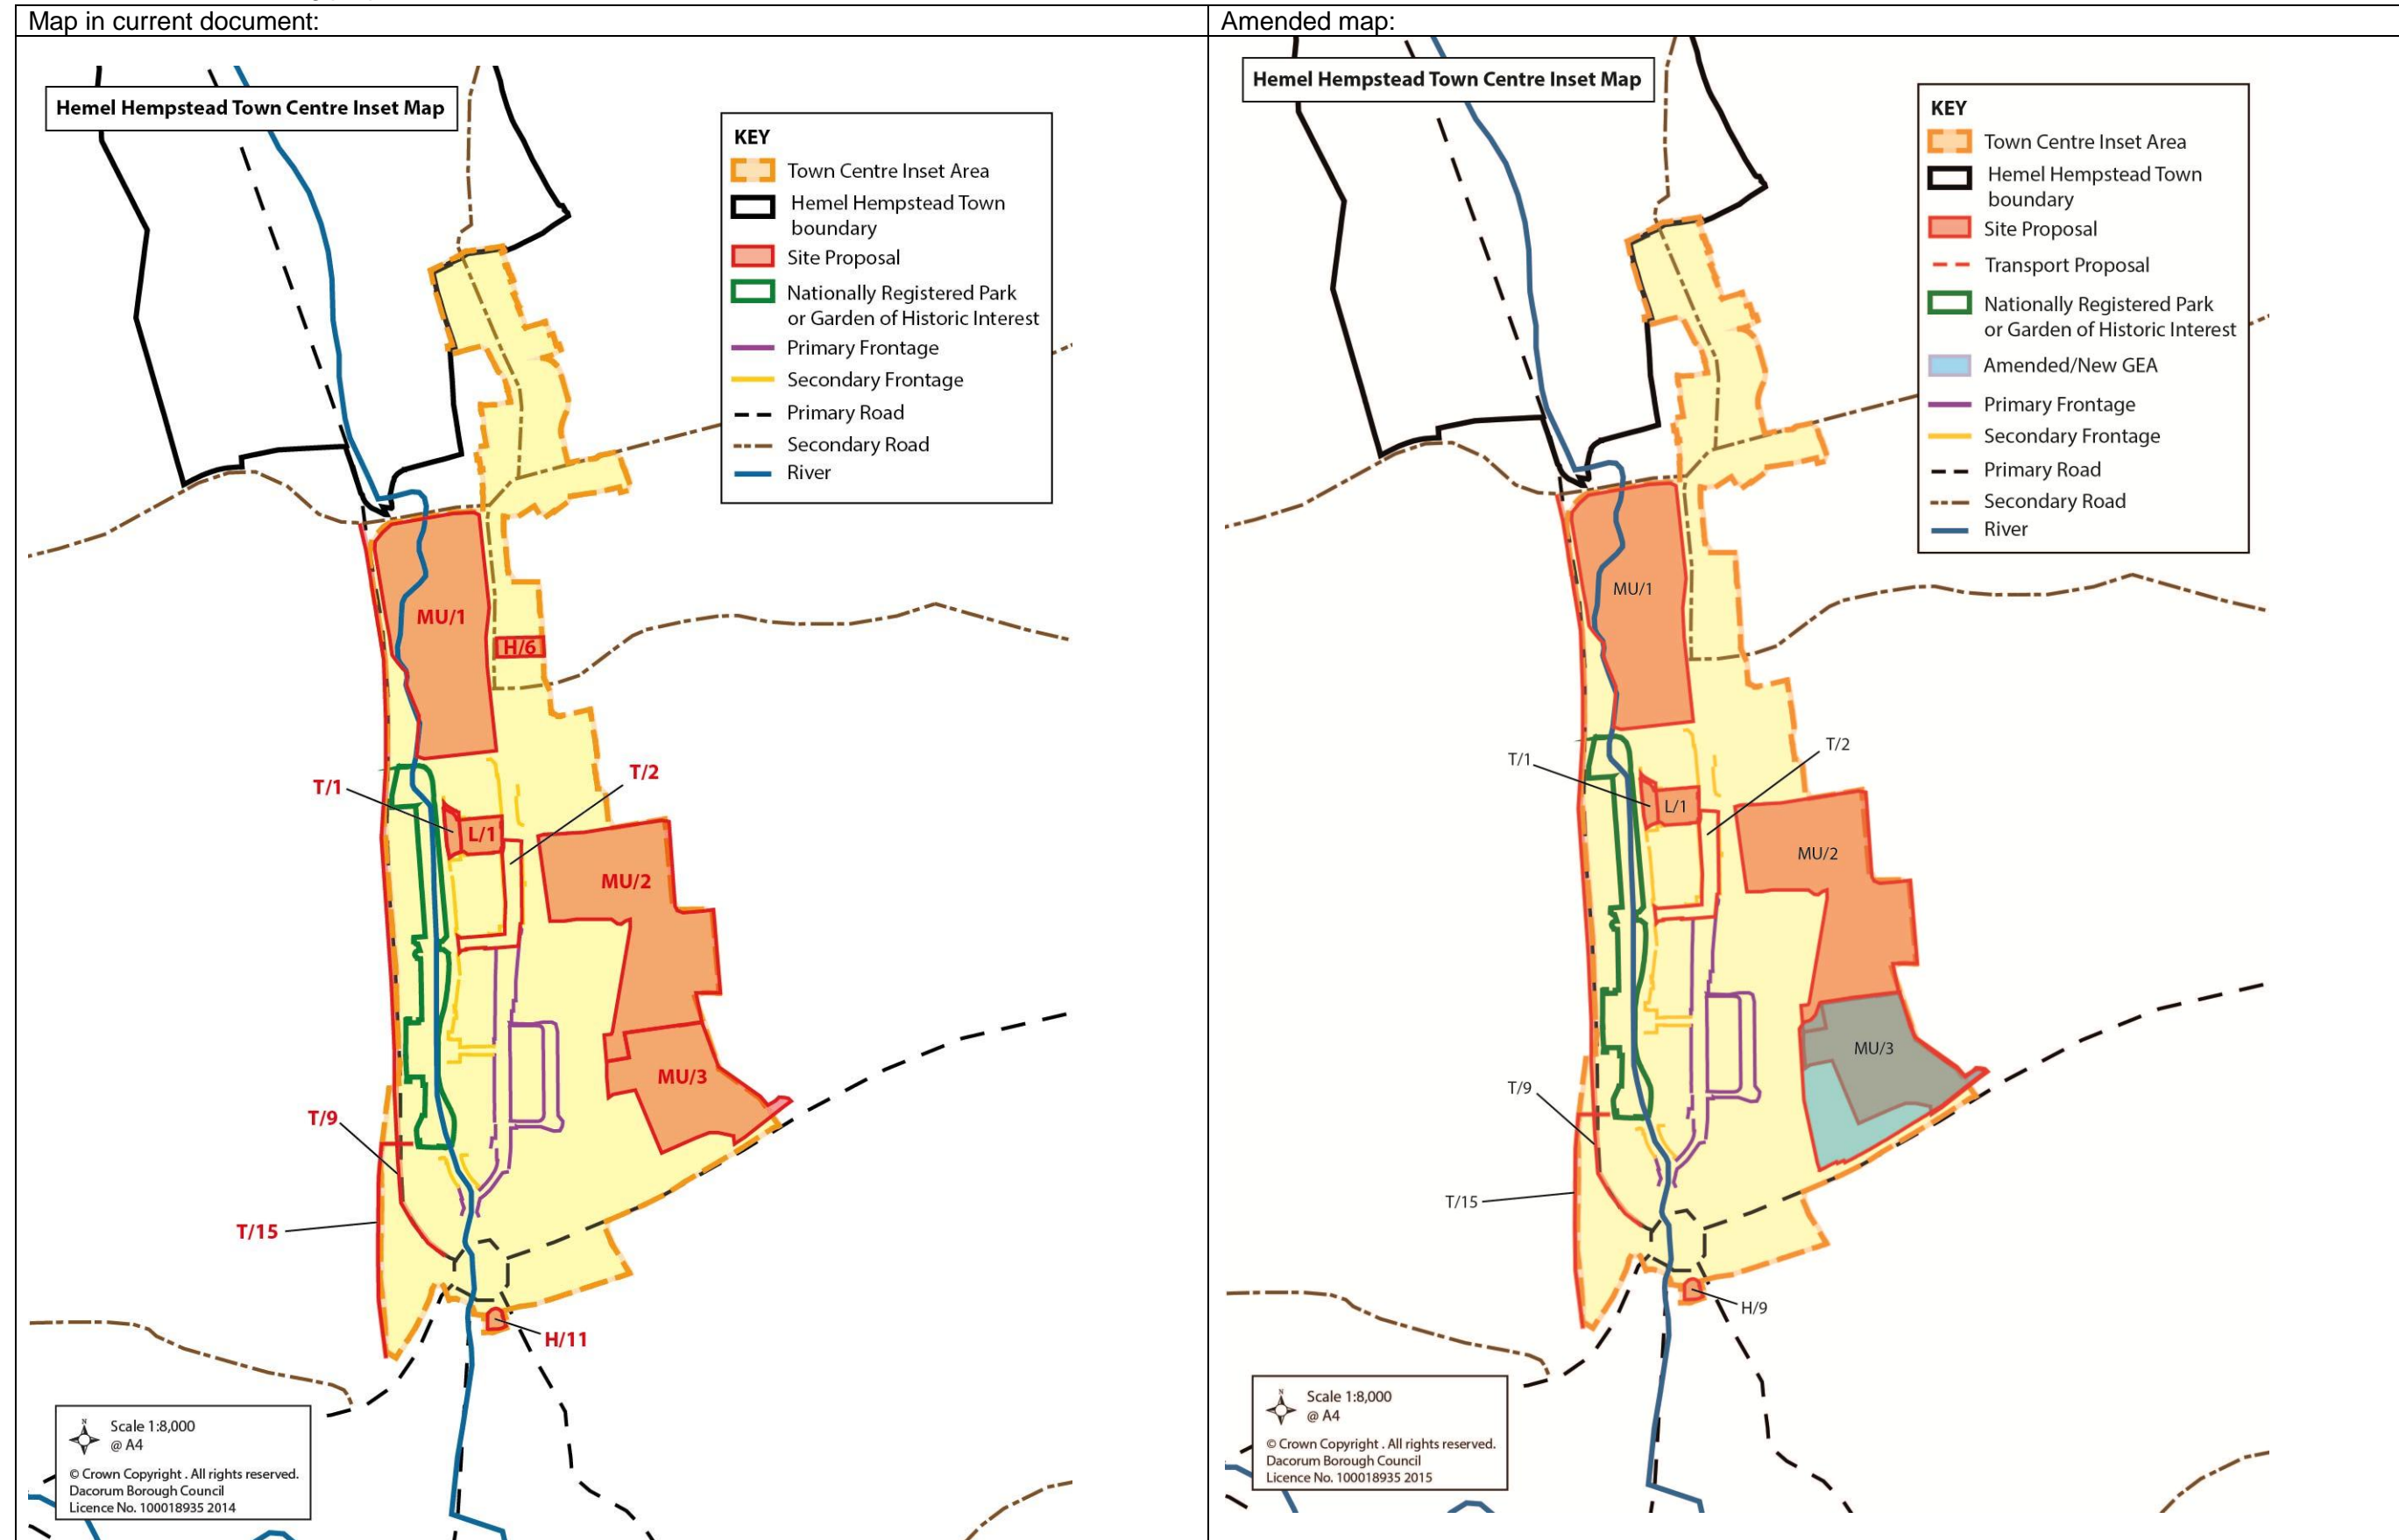 Map in current document:
Hemel Hempstead Town Centre Inset Map
KEY
Town Centre Inset Area
Hemel Hempstead Town
boundary
Site Proposal
Nationally Registered Park
or Garden of Historic Interest
Primary Frontage
Secondary Frontage
Primary Road
Secondary Road
River
MU/1
H/6
T/1
T/2
L/1
MU/2
MU/3
T/9
T/15
H/11
N
Scale 1:8,000
@ A4
© Crown Copyright . All rights reserved.
Dacorum Borough Council
Licence No. 100018935 2014
Amended map:
Hemel Hempstead Town Centre Inset Map
KEY
Town Centre Inset Area
Hemel Hempstead Town
boundary
Site Proposal
Transport Proposal
Nationally Registered Park
or Garden of Historic Interest
Amended/New GEA
Primary Frontage
Secondary Frontage
Primary Road
Secondary Road
River
MU/1
T/1
T/2
L/1
MU/2
MU/3
T/9
T/15
H/9
N
Scale 1:8,000
@ A4
© Crown Copyright . All rights reserved.
Dacorum Borough Council
Licence No. 100018935 2015